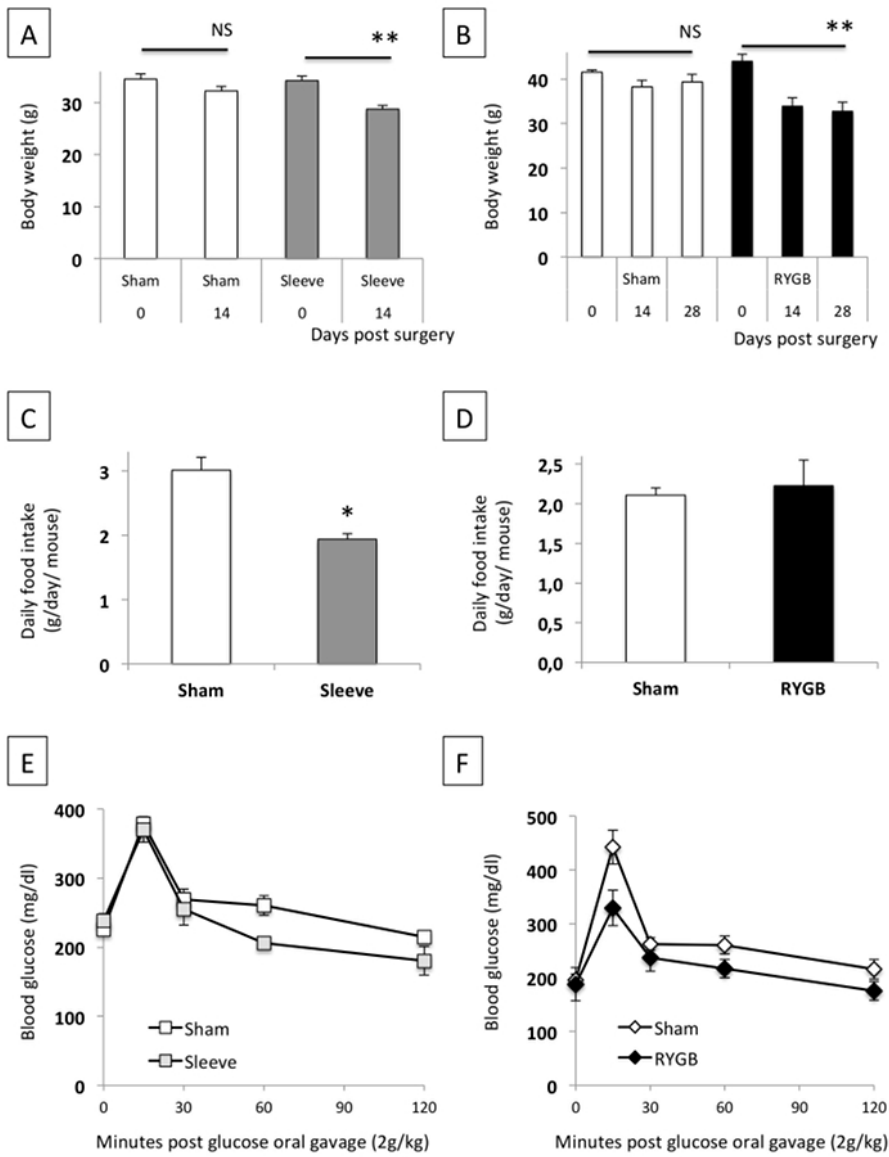 A
NS
**
Body weight (g)
30
20
10
0
Sham
Sham
Sleeve
Sleeve
0
14
0
14
Days post surgery
B
NS
**
Body weight (g)
40
30
20
10
0
Sham
RYGB
0
14
28
0
14
28
Days post surgery
C
Daily food intake
(g/day/ mouse)
3
2
1
0
*
Sham
Sleeve
D
Daily food intake
(g/day/ mouse)
2,5
2,0
1,5
1,0
0,5
0,0
Sham
RYGB
E
Blood glucose (mg/dl)
400
300
200
100
0
Sham
Sleeve
0
30
60
90
120
Minutes post glucose oral gavage (2g/kg)
F
Blood glucose (mg/dl)
500
400
300
200
100
0
Sham
RYGB
0
30
60
90
120
Minutes post glucose oral gavage (2g/kg)